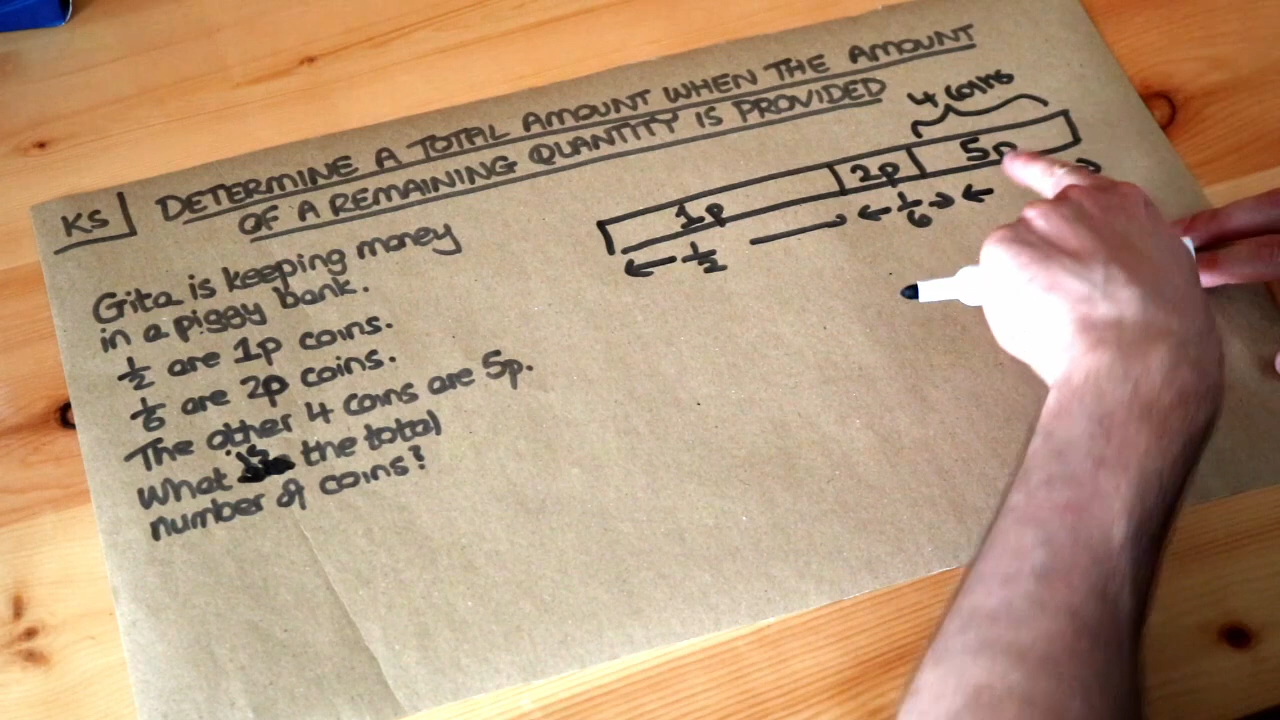 KS
DETERMINE A TOTAL AMOUNT WHEN THE AMOUNT
OF A REMAINING QUANTITY IS PROVIDED
Gita is keeping money
in a piggy bank.
1/2 are 1p coins.
1/6 are 2p coins.
The other 4 coins are 5p.
What is the total
number of coins?
4 coins
1p 2p 5p
1/2 1/6